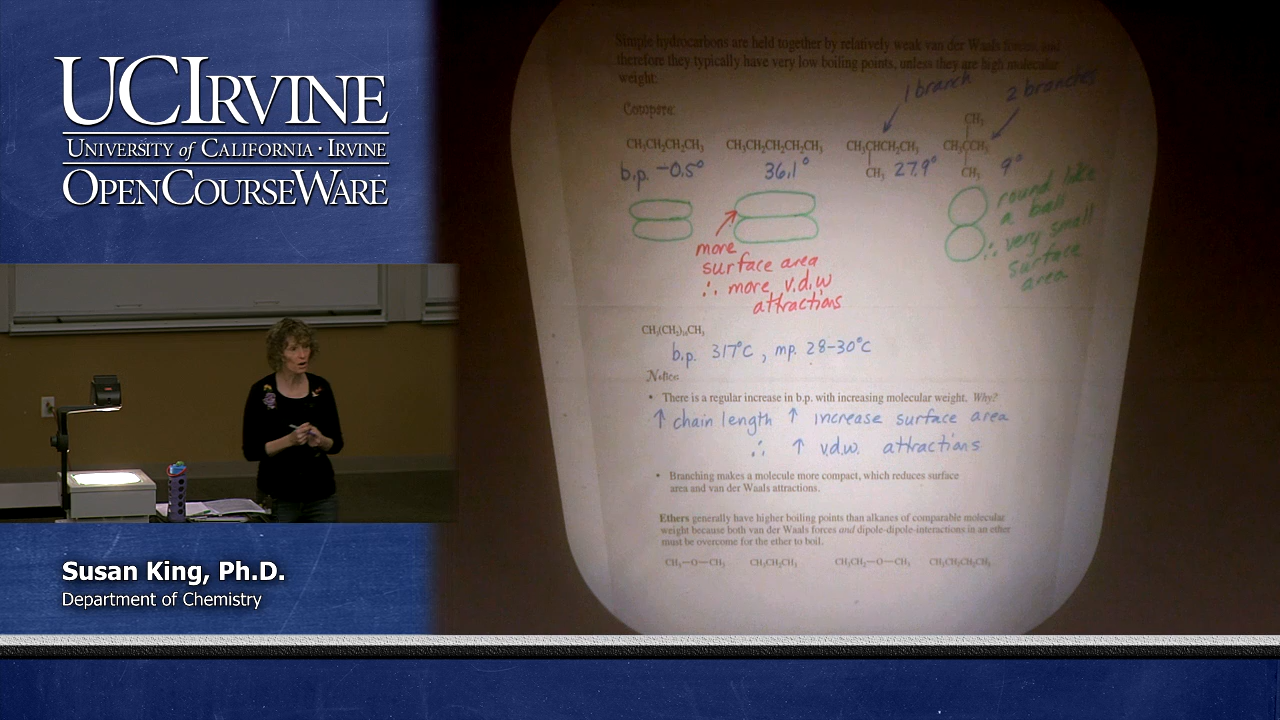 UCIRVINE
UNIVERSITY of CALIFORNIA · IRVINE
OPENCOURSEWARE
Susan King, Ph.D.
Department of Chemistry
Simple hydrocarbons are held together by relatively weak van der Waals forces, and
therefore they typically have very low boiling points, unless they are high molecular
weight:
1 branch
2 branches
Compare:
CH₃
CH₃CH₂CH₂CH₃ CH₃CH₂CH₂CH₂CH₃ CH₃CHCH₂CH₃ CH₃CCH₃
b.p. -0.5° 36.1° CH₃ 27.9° CH₃ 9°
round like
a ball
∴ very small
surface
area
more
surface area
∴ more v.d.w
attractions
b.p. 317°C, mp. 28-30°C
Notice:
• There is a regular increase in b.p. with increasing molecular weight. Why?
↑ chain length ↑ increase surface area
∴ ↑ v.d.w. attractions
• Branching makes a molecule more compact, which reduces surface
area and van der Waals attractions.
Ethers generally have higher boiling points than alkanes of comparable molecular
weight because both van der Waals forces and dipole-dipole-interactions in an ether
must be overcome for the ether to boil.
CH₃—O—CH₃ CH₃CH₂CH₃ CH₃CH₂—O—CH₃ CH₃CH₂CH₂CH₃